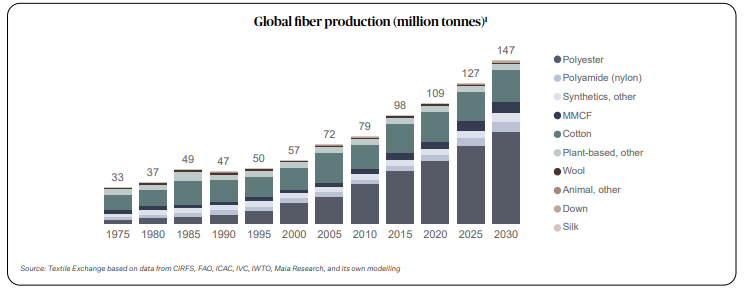 Global fiber production (million tonnes)¹
147
127
109
98
79
72
57
49
47
50
37
33
1975 1980 1985 1990 1995 2000 2005 2010 2015 2020 2025 2030
Polyester
Polyamide (nylon)
Synthetics, other
MMCF
Cotton
Plant-based, other
Wool
Animal, other
Down
Silk
Source: Textile Exchange based on data from CIRFS, FAO, ICAC, IVC, IWTO, Maia Research, and its own modelling